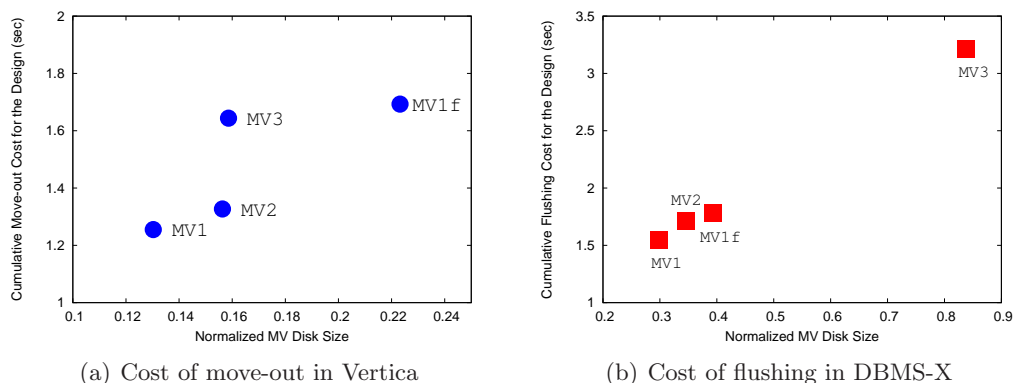 2
1.8
1.6
1.4
1.2
1
0.1
0.12
0.14
0.16
0.18
0.2
0.22
0.24
Cumulative Move-out Cost for the Design (sec)
Normalized MV Disk Size
MV1
MV2
MV3
MV1f
(a) Cost of move-out in Vertica
3.5
3
2.5
2
1.5
1
0.2
0.3
0.4
0.5
0.6
0.7
0.8
0.9
Cumulative Flushing Cost for the Design (sec)
Normalized MV Disk Size
MV1
MV2
MV1f
MV3
(b) Cost of flushing in DBMS-X